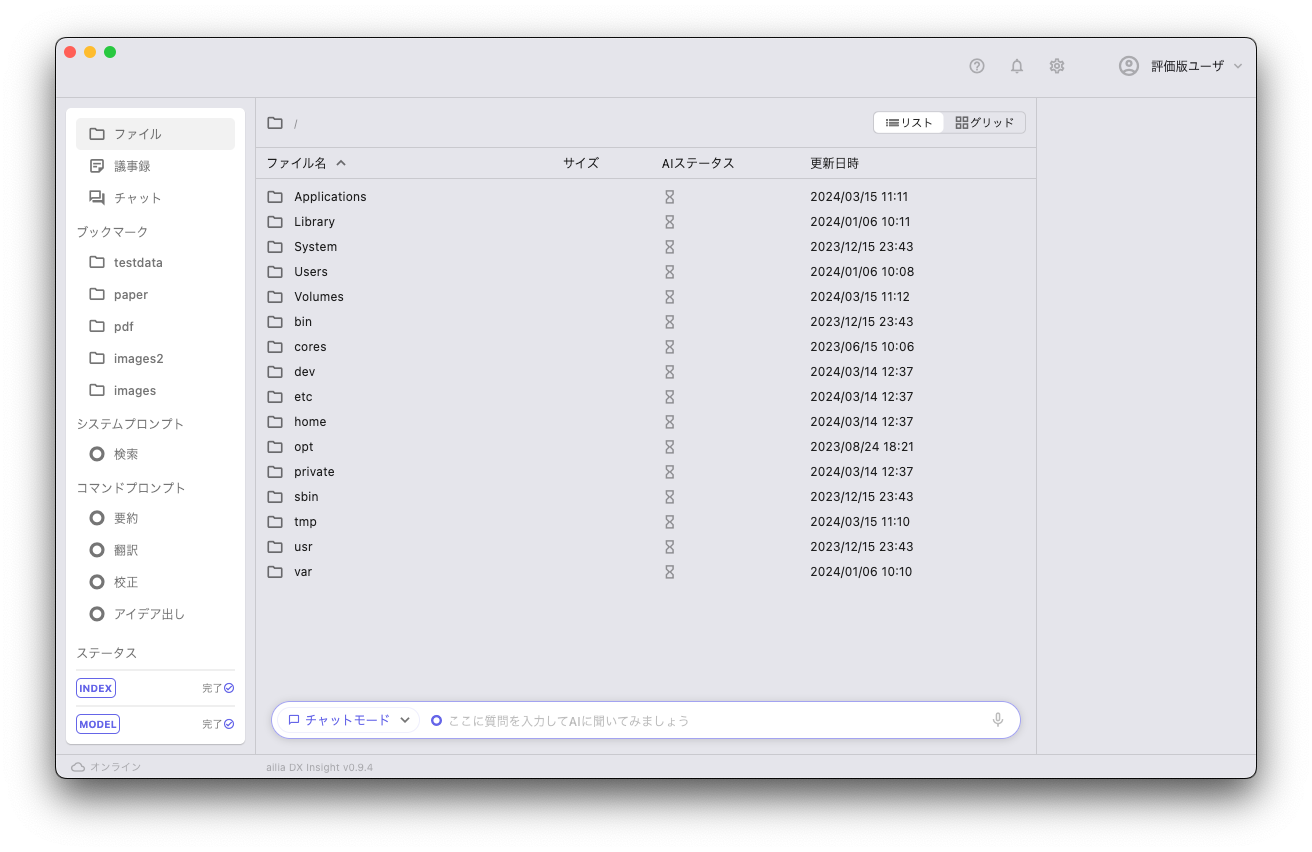 評価版ユーザ
ファイル
議事録
チャット
ブックマーク
testdata
paper
pdf
images2
images
システムプロンプト
検索
コマンドプロンプト
要約
翻訳
校正
アイデア出し
ステータス
INDEX 完了
MODEL 完了
/ リスト グリッド
ファイル名 サイズ AIステータス 更新日時
Applications 2024/03/15 11:11
Library 2024/01/06 10:11
System 2023/12/15 23:43
Users 2024/01/06 10:08
Volumes 2024/03/15 11:12
bin 2023/12/15 23:43
cores 2023/06/15 10:06
dev 2024/03/14 12:37
etc 2024/03/14 12:37
home 2024/03/14 12:37
opt 2023/08/24 18:21
private 2024/03/14 12:37
sbin 2023/12/15 23:43
tmp 2024/03/15 11:10
usr 2023/12/15 23:43
var 2024/01/06 10:10
チャットモード ここに質問を入力してAIに聞いてみましょう
オンライン DX Insight v0.9.4